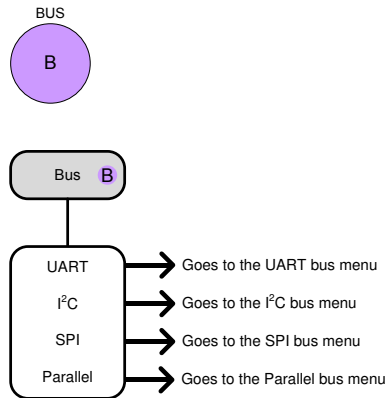 BUS
B
Bus B
UART Goes to the UART bus menu
I²C Goes to the I²C bus menu
SPI Goes to the SPI bus menu
Parallel Goes to the Parallel bus menu